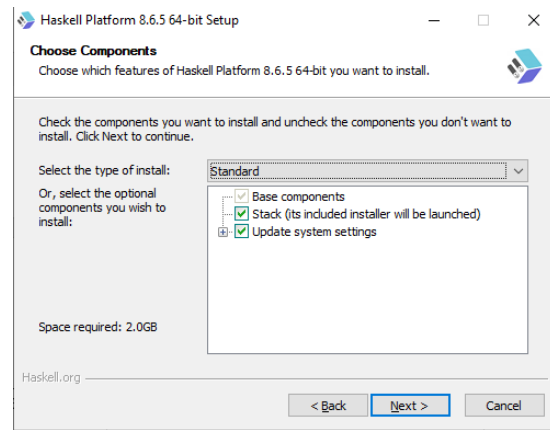 Haskell Platform 8.6.5 64-bit Setup
Choose Components
Choose which features of Haskell Platform 8.6.5 64-bit you want to install.
Check the components you want to install and uncheck the components you don't want to
install. Click Next to continue.
Select the type of install:
Standard
Or, select the optional
components you wish to
install:
Base components
Stack (its included installer will be launched)
Update system settings
Space required: 2.0GB
Haskell.org
< Back
Next >
Cancel